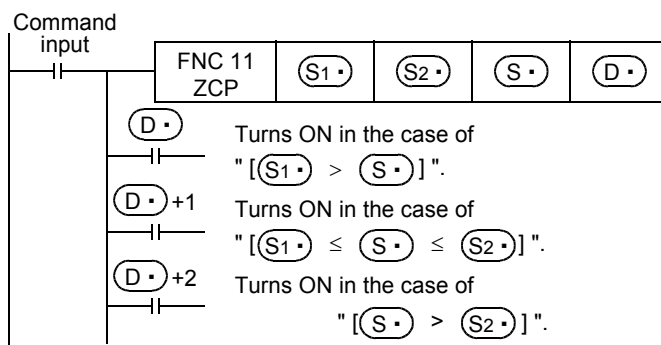 Command
input
FNC 11
ZCP
S1・
S2・
S・
D・
D・
Turns ON in the case of
" [S1・ > S・] ".
D・+1
Turns ON in the case of
" [S1・ ≤ S・ ≤ S2・] ".
D・+2
Turns ON in the case of
" [S・ > S2・] ".